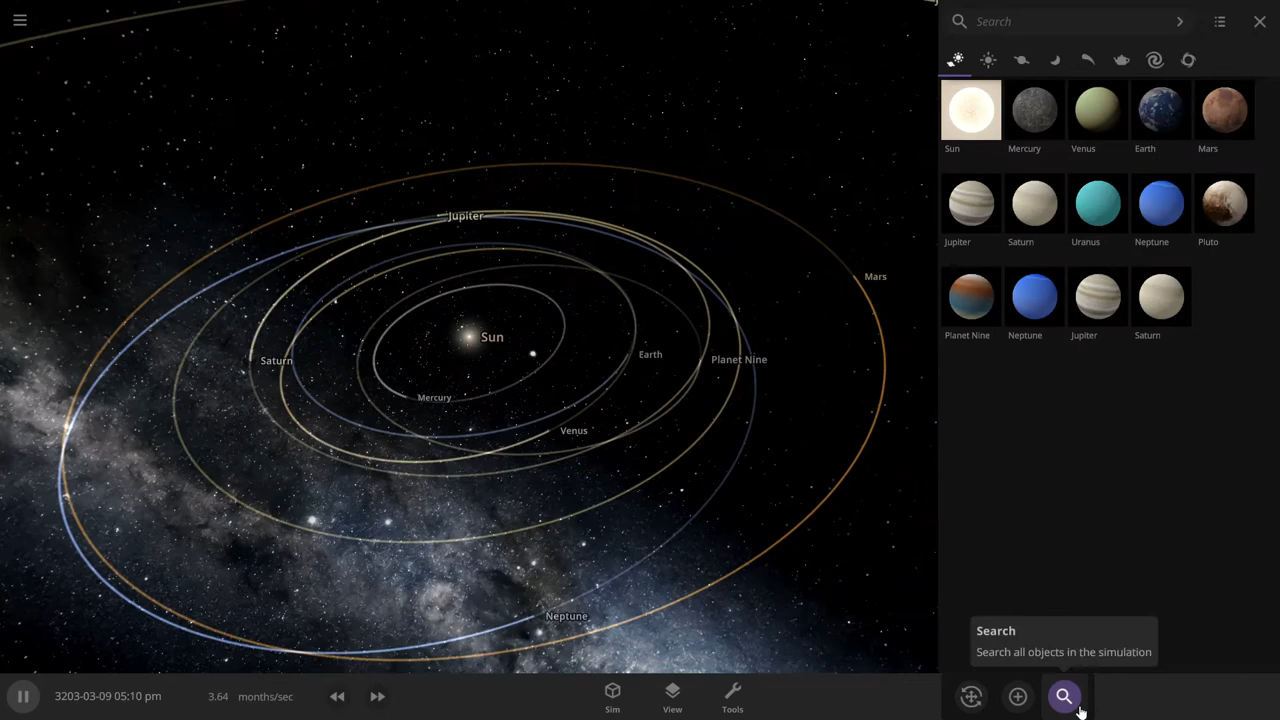 Search
Sun
Mercury
Venus
Earth
Mars
Jupiter
Saturn
Uranus
Neptune
Pluto
Planet Nine
Neptune
Jupiter
Saturn
Jupiter
Mars
Sun
Saturn
Earth
Planet Nine
Mercury
Venus
Neptune
Search
Search all objects in the simulation
3203-03-09 05:10 pm
3.64 months/sec
Sim
View
Tools